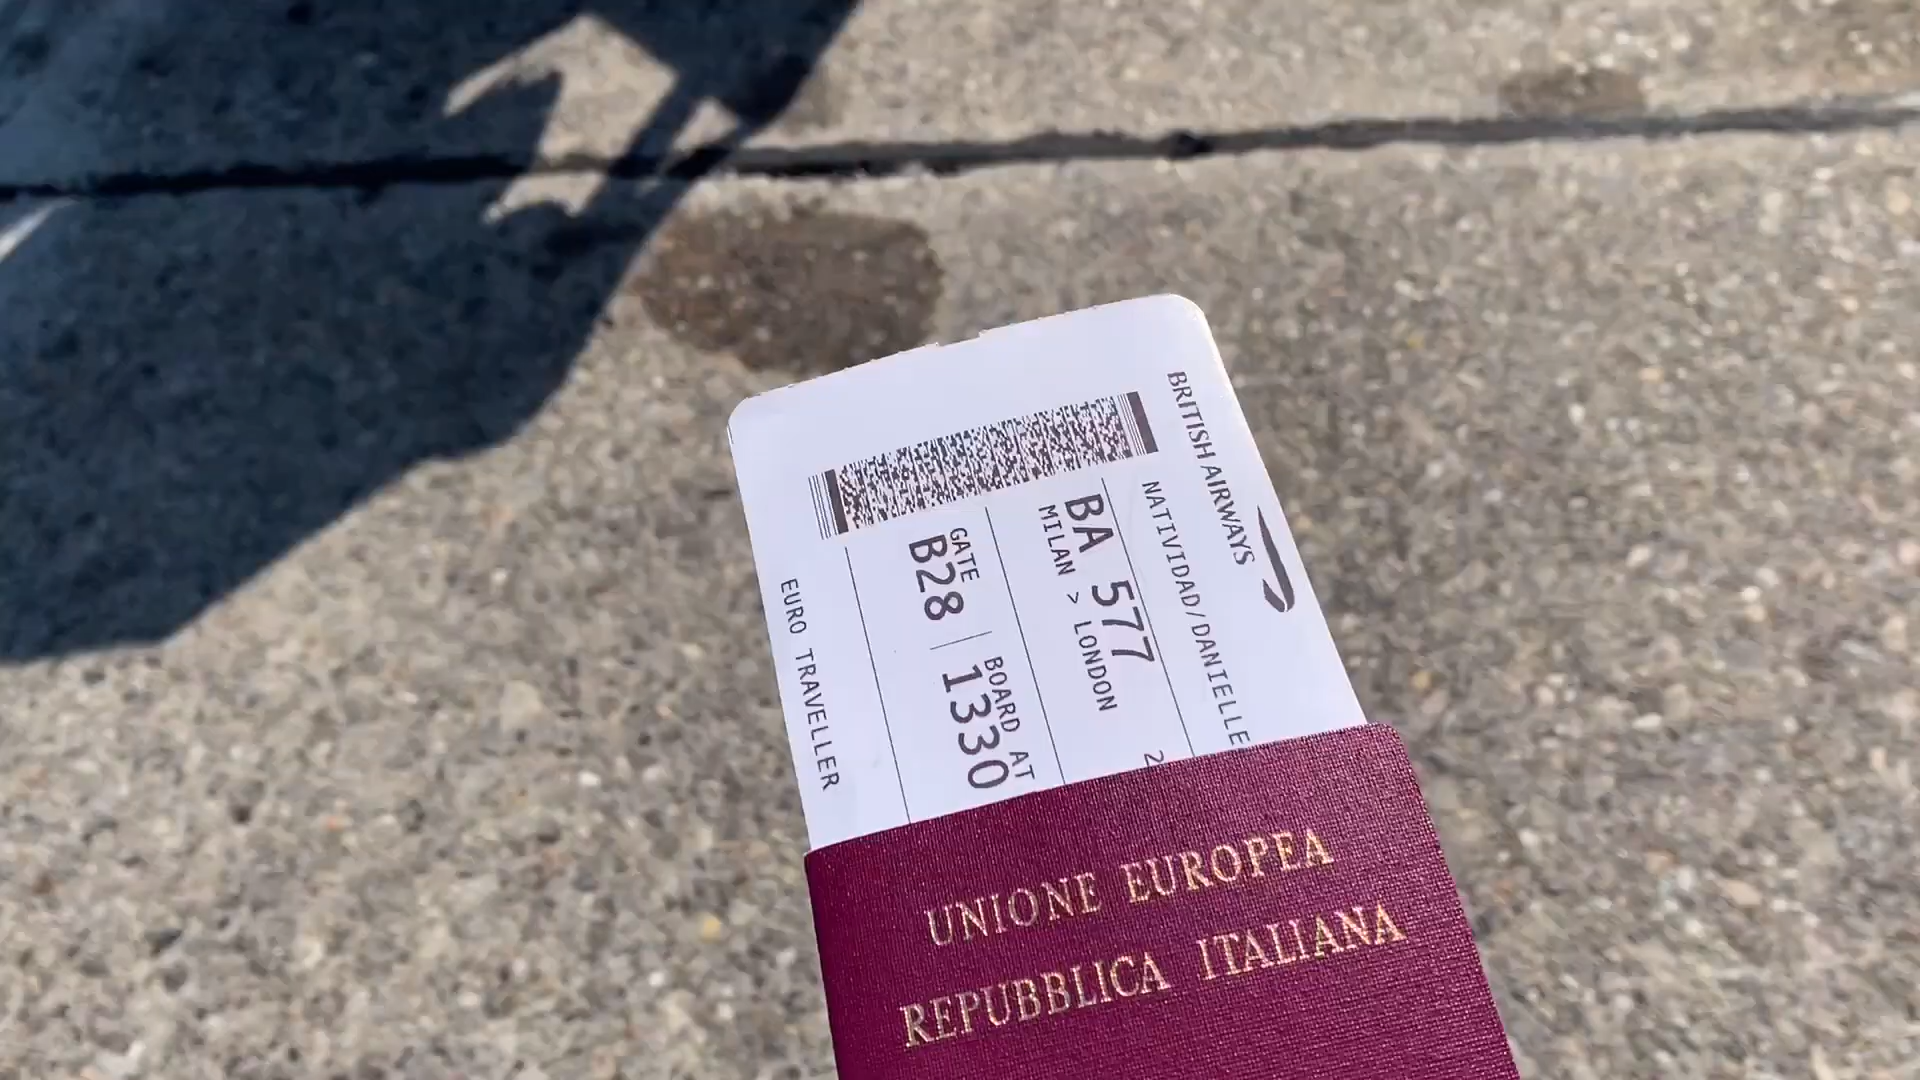 BRITISH AIRWAYS
NATIVIDAD/DANIELLE
BA 577 2
MILAN > LONDON
GATE BOARD AT
B28 1330
EURO TRAVELLER
UNIONE EUROPEA
REPUBBLICA ITALIANA